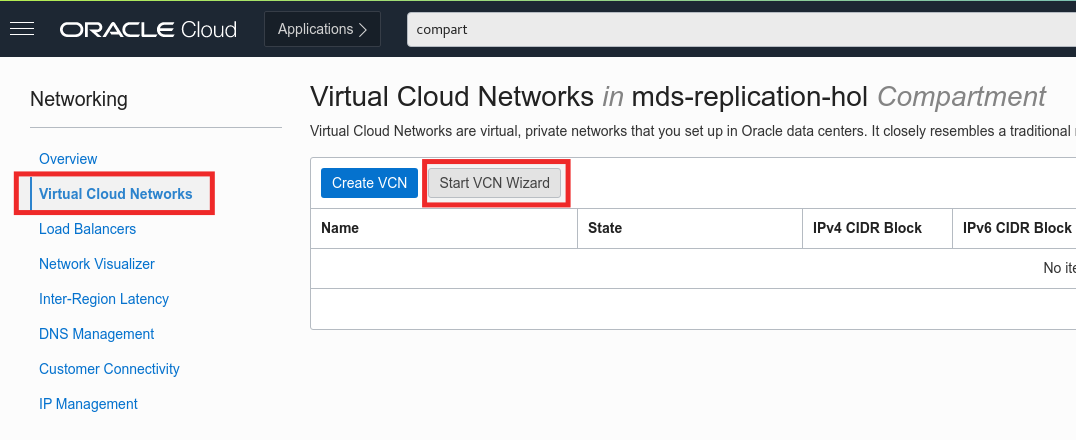 ORACLE Cloud
Applications
compart
Networking
Overview
Virtual Cloud Networks
Load Balancers
Network Visualizer
Inter-Region Latency
DNS Management
Customer Connectivity
IP Management
Virtual Cloud Networks in mds-replication-hol Compartment
Virtual Cloud Networks are virtual, private networks that you set up in Oracle data centers. It closely resembles a traditional
Create VCN Start VCN Wizard
Name State IPv4 CIDR Block IPv6 CIDR Block
No ite